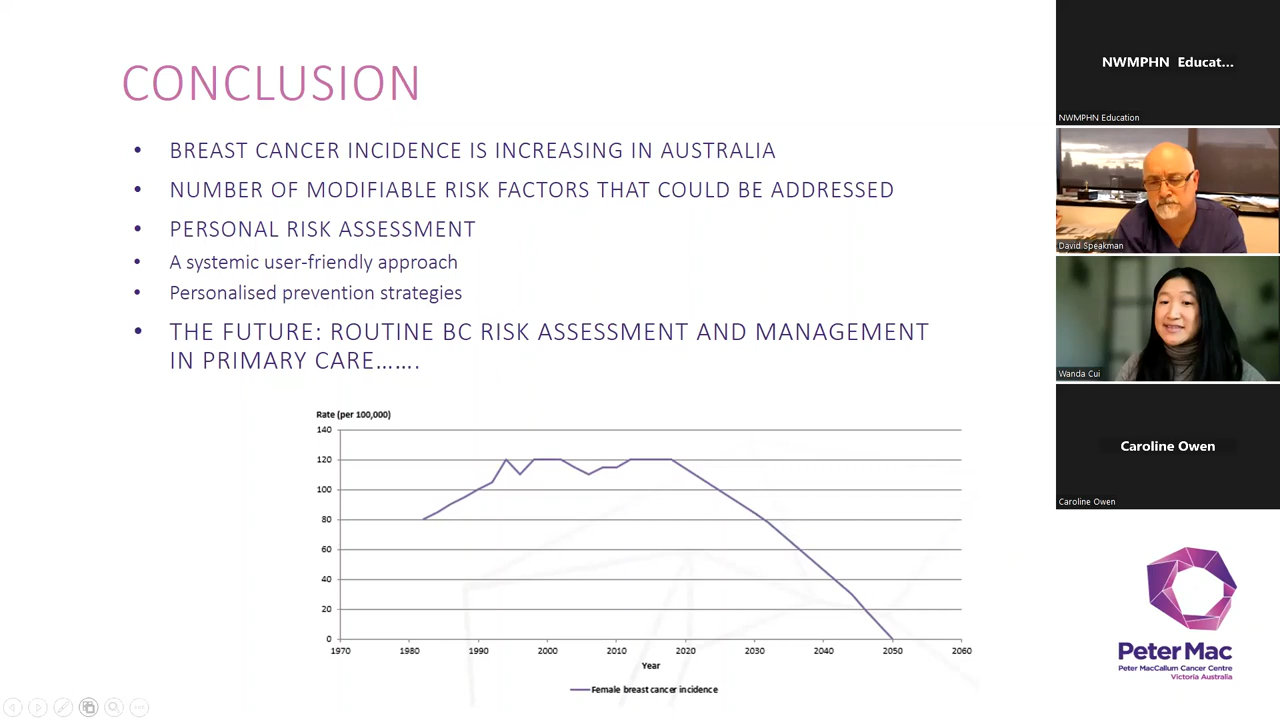 CONCLUSION
• BREAST CANCER INCIDENCE IS INCREASING IN AUSTRALIA
• NUMBER OF MODIFIABLE RISK FACTORS THAT COULD BE ADDRESSED
• PERSONAL RISK ASSESSMENT
• A systemic user-friendly approach
• Personalised prevention strategies
• THE FUTURE: ROUTINE BC RISK ASSESSMENT AND MANAGEMENT
IN PRIMARY CARE…….
Rate (per 100,000)
140
120
100
80
60
40
20
0
1970 1980 1990 2000 2010 2020 2030 2040 2050 2060
Year
Female breast cancer incidence
NWMPHN Educat...
NWMPHN Education
David Speakman
Wanda Cui
Caroline Owen
Caroline Owen
Peter Mac
Peter MacCallum Cancer Centre
Victoria Australia